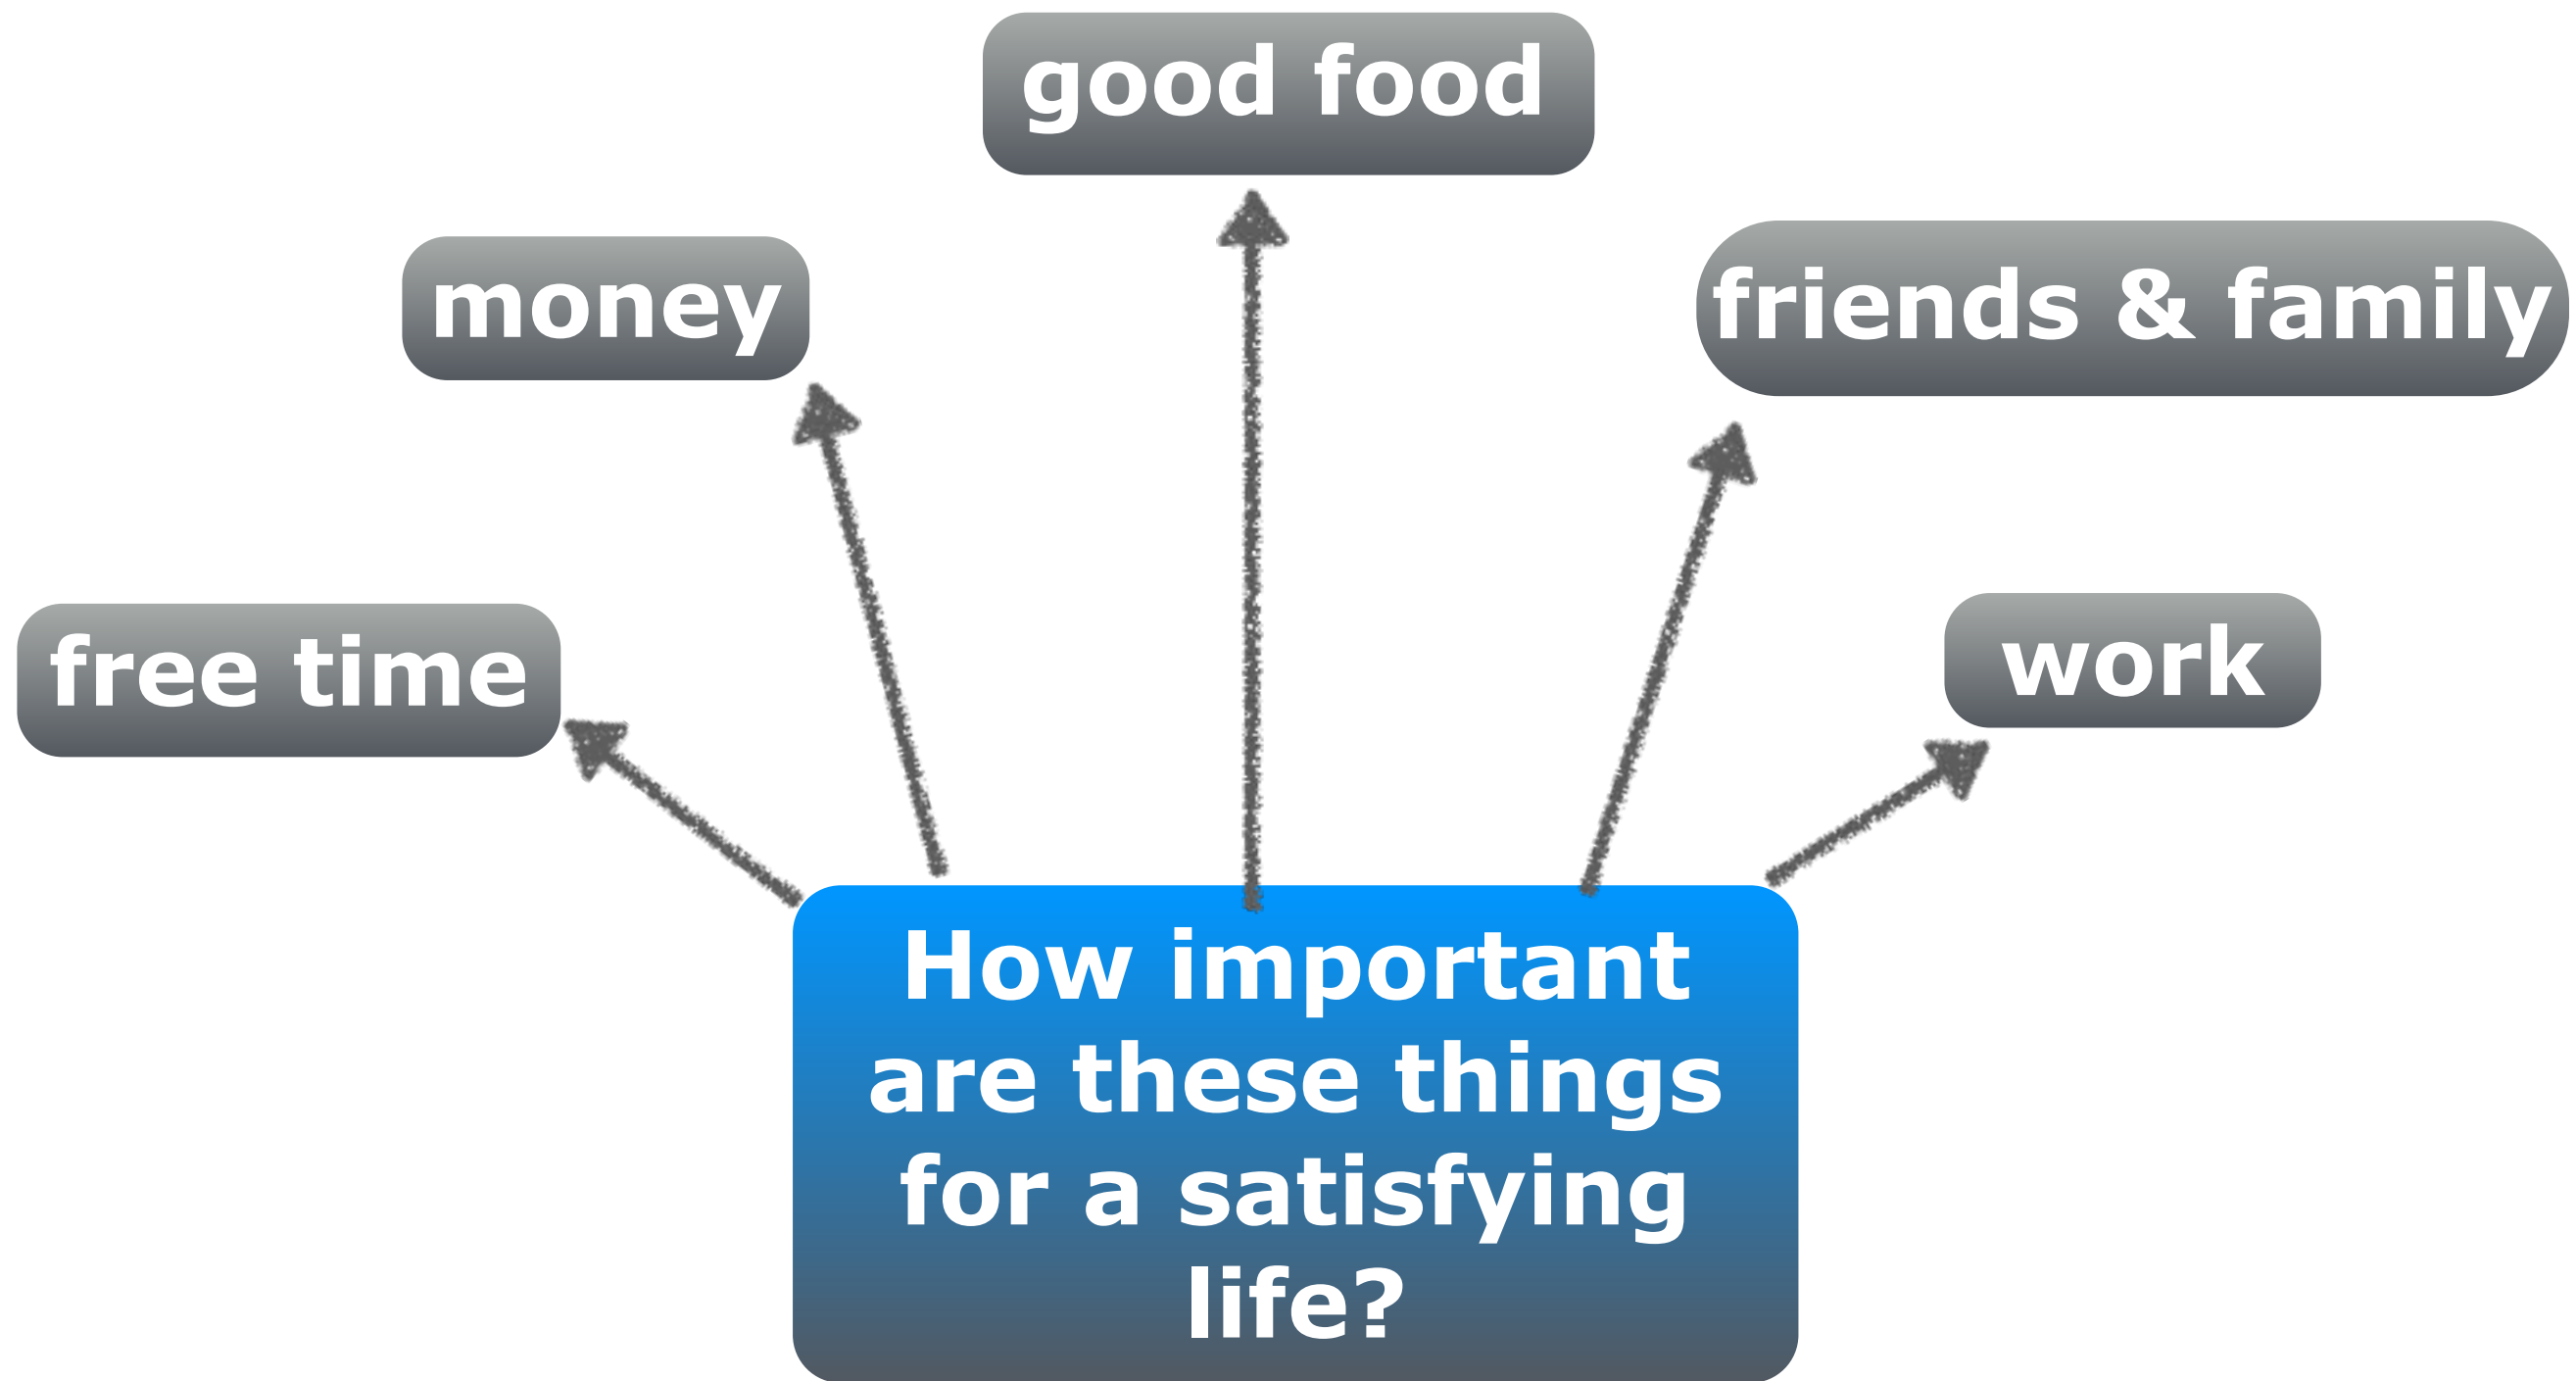 good food
money
friends & family
free time
work
How important
are these things
for a satisfying
life?